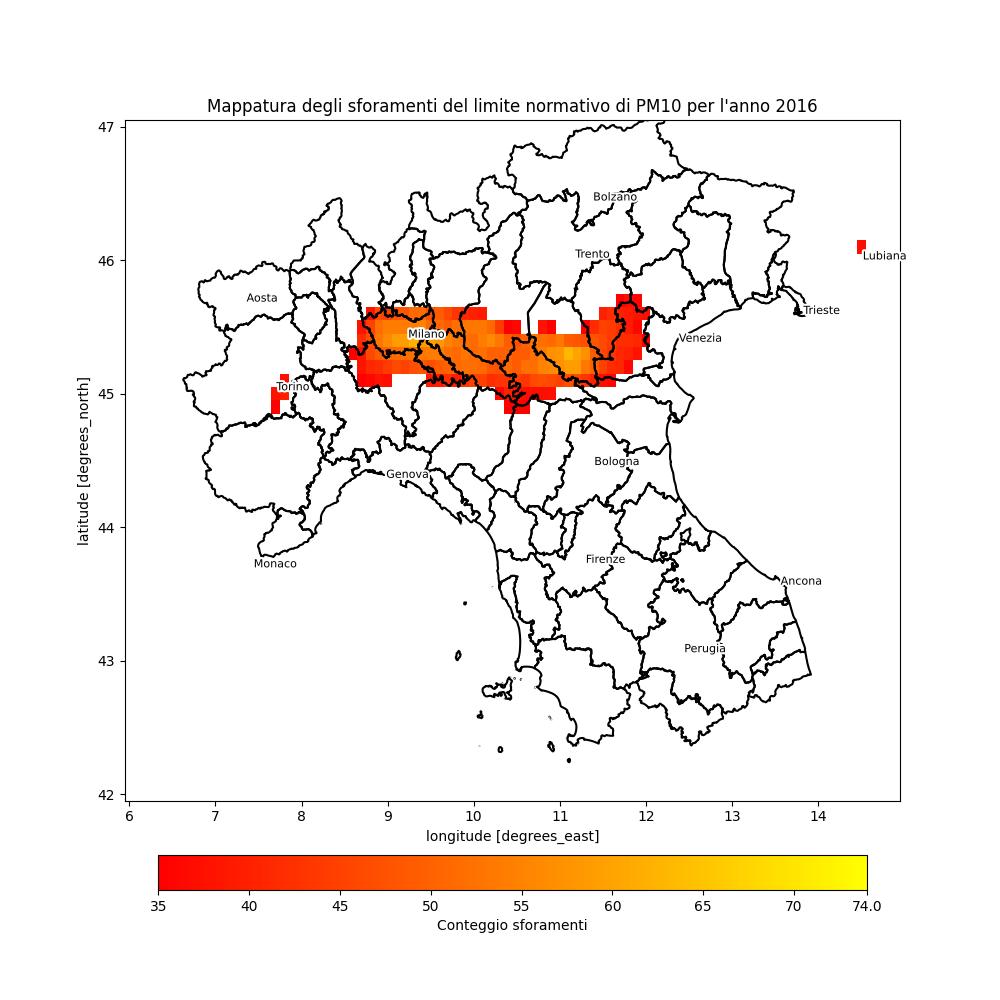 Mappatura degli sforamenti del limite normativo di PM10 per l'anno 2016
47
46
45
44
43
42
latitude [degrees_north]
Bolzano
Trento
Lubiana
Aosta
Trieste
Milano
Venezia
Torino
Bologna
Genova
Firenze
Monaco
Ancona
Perugia
6 7 8 9 10 11 12 13 14
longitude [degrees_east]
35 40 45 50 55 60 65 70 74.0
Conteggio sforamenti